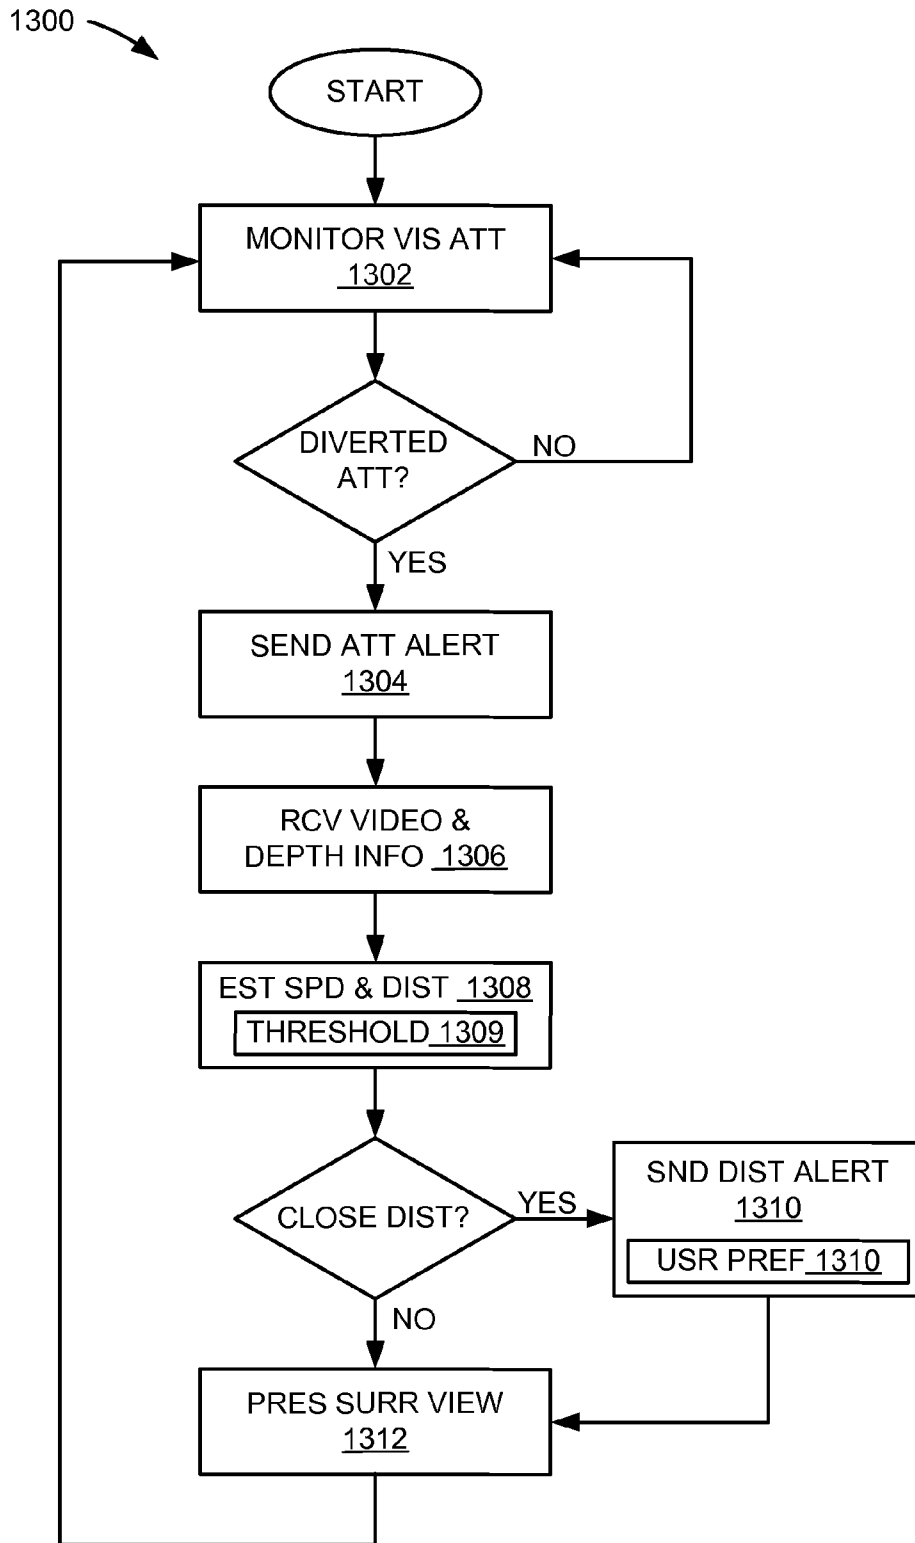 1300
START
MONITOR VIS ATT
1302
DIVERTED
ATT?
NO
YES
SEND ATT ALERT
1304
RCV VIDEO &
DEPTH INFO 1306
EST SPD & DIST 1308
THRESHOLD 1309
CLOSE DIST?
YES
SND DIST ALERT
1310
USR PREF 1310
NO
PRES SURR VIEW
1312